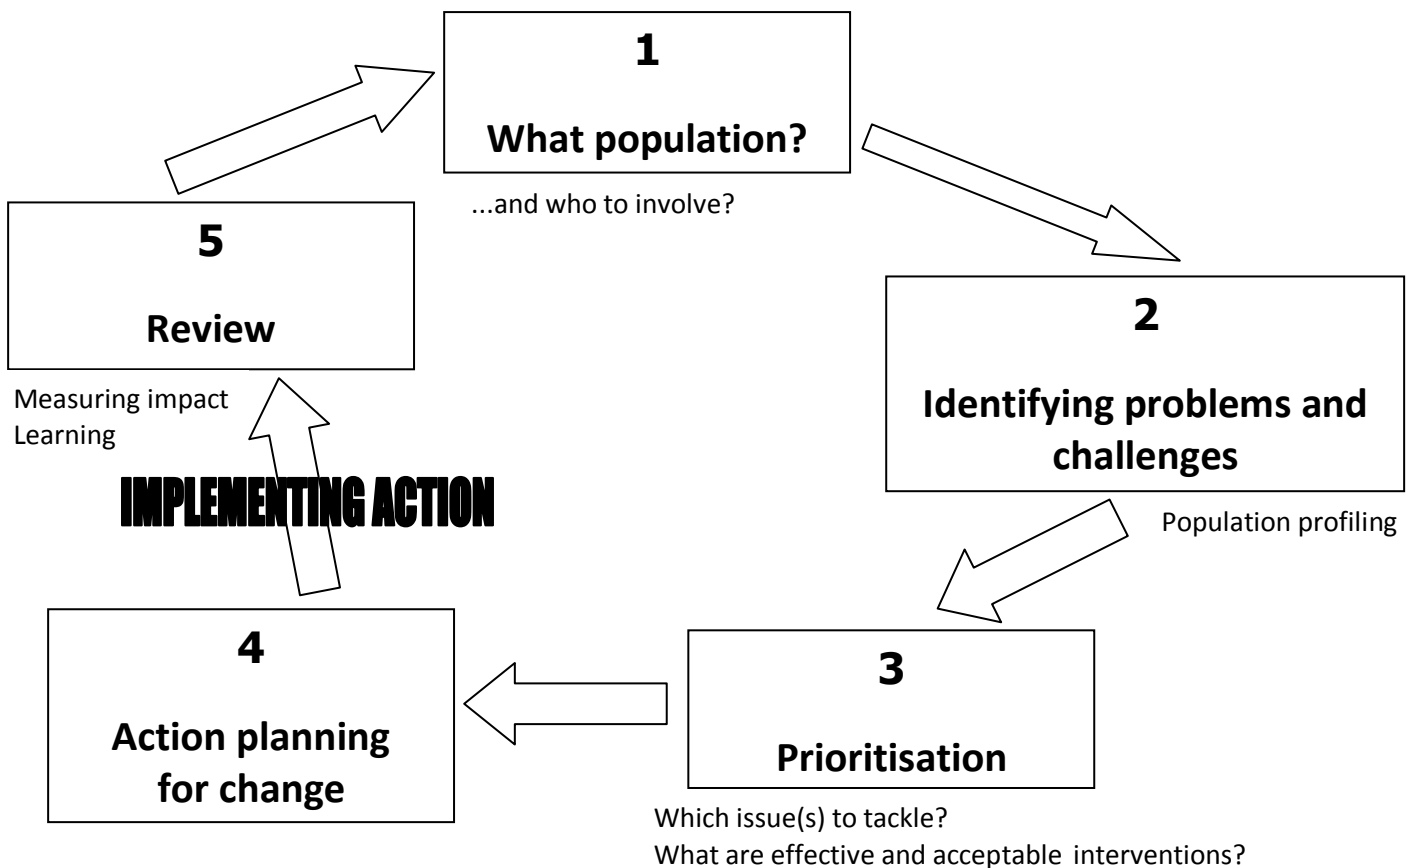 1
What population?
...and who to involve?
2
Identifying problems and
challenges
Population profiling
3
Prioritisation
Which issue(s) to tackle?
What are effective and acceptable interventions?
4
Action planning
for change
IMPLEMENTING ACTION
5
Review
Measuring impact
Learning